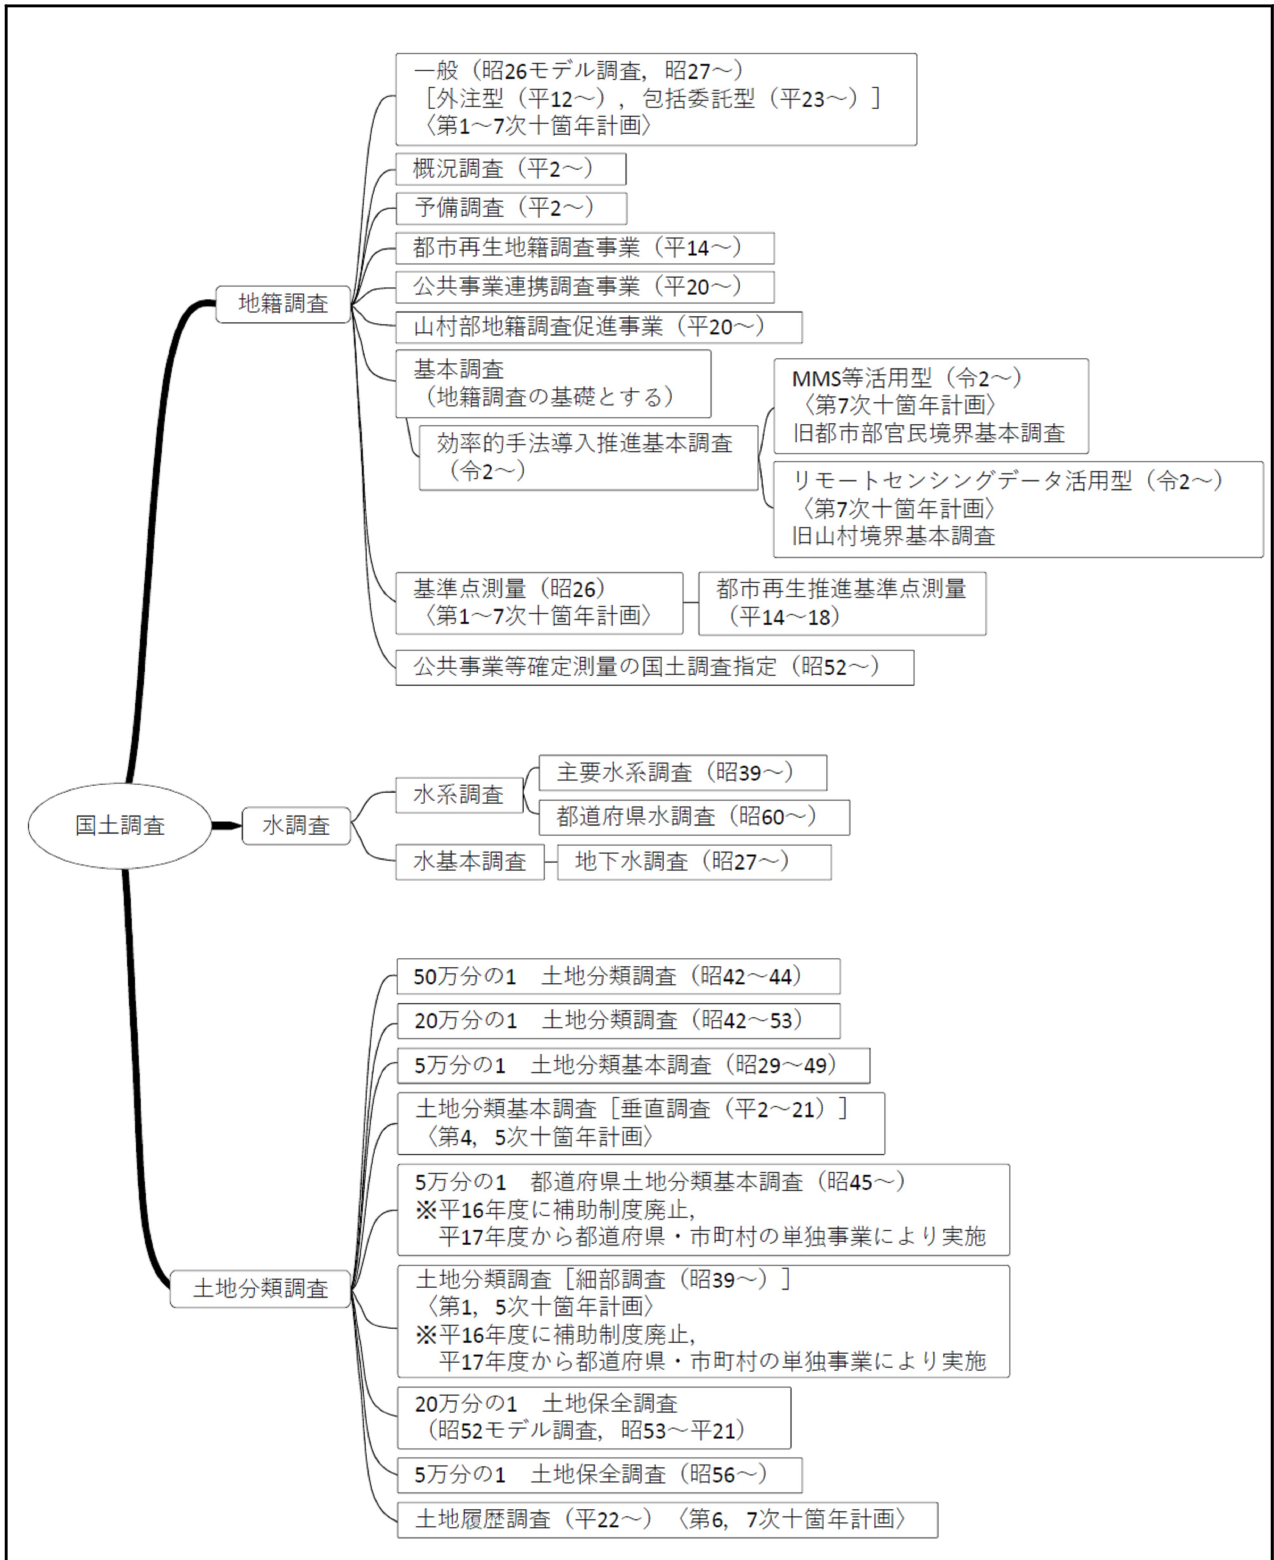 一般（昭26モデル調査，昭27～）
［外注型（平12～），包括委託型（平23～）］
〈第1～7次十箇年計画〉
概況調査（平2～）
予備調査（平2～）
都市再生地籍調査事業（平14～）
公共事業連携調査事業（平20～）
地籍調査
山村部地籍調査促進事業（平20～）
基本調査
（地籍調査の基礎とする）
効率的手法導入推進基本調査
（令2～）
MMS等活用型（令2～）
〈第7次十箇年計画〉
旧都市部官民境界基本調査
リモートセンシングデータ活用型（令2～）
〈第7次十箇年計画〉
旧山村境界基本調査
基準点測量（昭26）
〈第1～7次十箇年計画〉
都市再生推進基準点測量
（平14～18）
公共事業等確定測量の国土調査指定（昭52～）
国土調査
水調査
水系調査
主要水系調査（昭39～）
都道府県水調査（昭60～）
水基本調査
地下水調査（昭27～）
土地分類調査
50万分の1　土地分類調査（昭42～44）
20万分の1　土地分類調査（昭42～53）
5万分の1　土地分類基本調査（昭29～49）
土地分類基本調査［垂直調査（平2～21）］
〈第4，5次十箇年計画〉
5万分の1　都道府県土地分類基本調査（昭45～）
※平16年度に補助制度廃止，
平17年度から都道府県・市町村の単独事業により実施
土地分類調査［細部調査（昭39～）］
〈第1，5次十箇年計画〉
※平16年度に補助制度廃止，
平17年度から都道府県・市町村の単独事業により実施
20万分の1　土地保全調査
（昭52モデル調査，昭53～平21）
5万分の1　土地保全調査（昭56～）
土地履歴調査（平22～）〈第6，7次十箇年計画〉